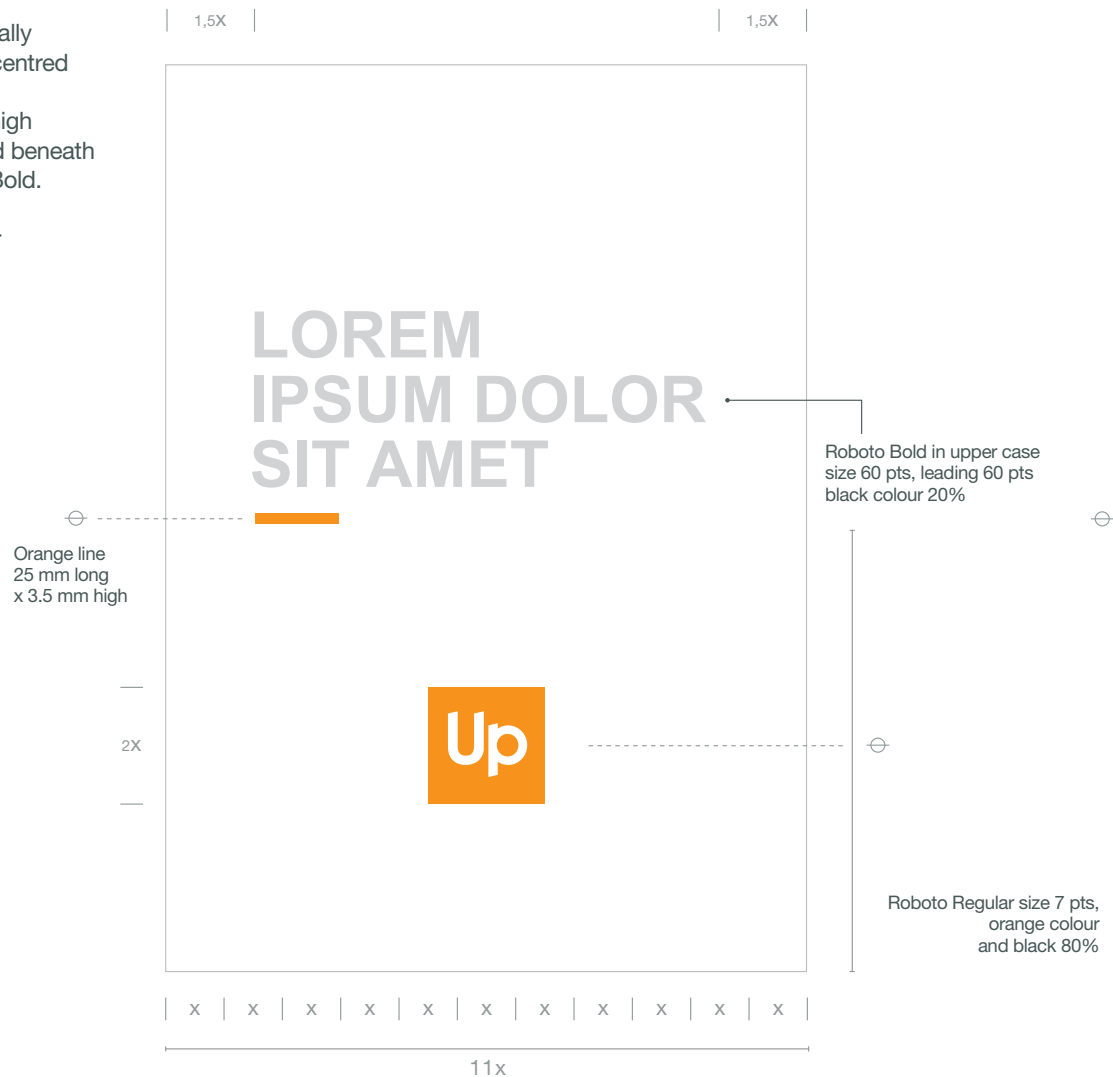 1,5X
1,5X
ally
centred
igh
d beneath
Bold.
LOREM
IPSUM DOLOR
SIT AMET
Roboto Bold in upper case
size 60 pts, leading 60 pts
black colour 20%
Orange line
25 mm long
x 3.5 mm high
2X
Up
Roboto Regular size 7 pts,
orange colour
and black 80%
x x x x x x x x x x x
11x